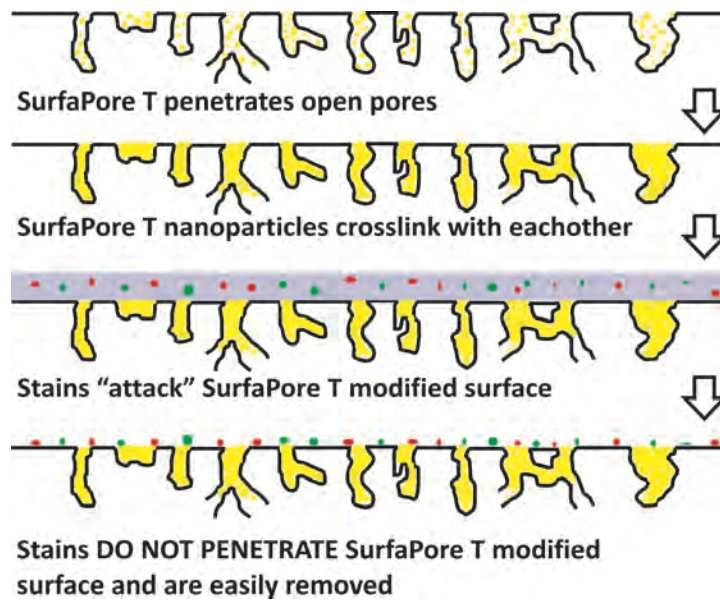 SurfaPore T penetrates open pores
SurfaPore T nanoparticles crosslink with eachother
Stains “attack” SurfaPore T modified surface
Stains DO NOT PENETRATE SurfaPore T modified
surface and are easily removed